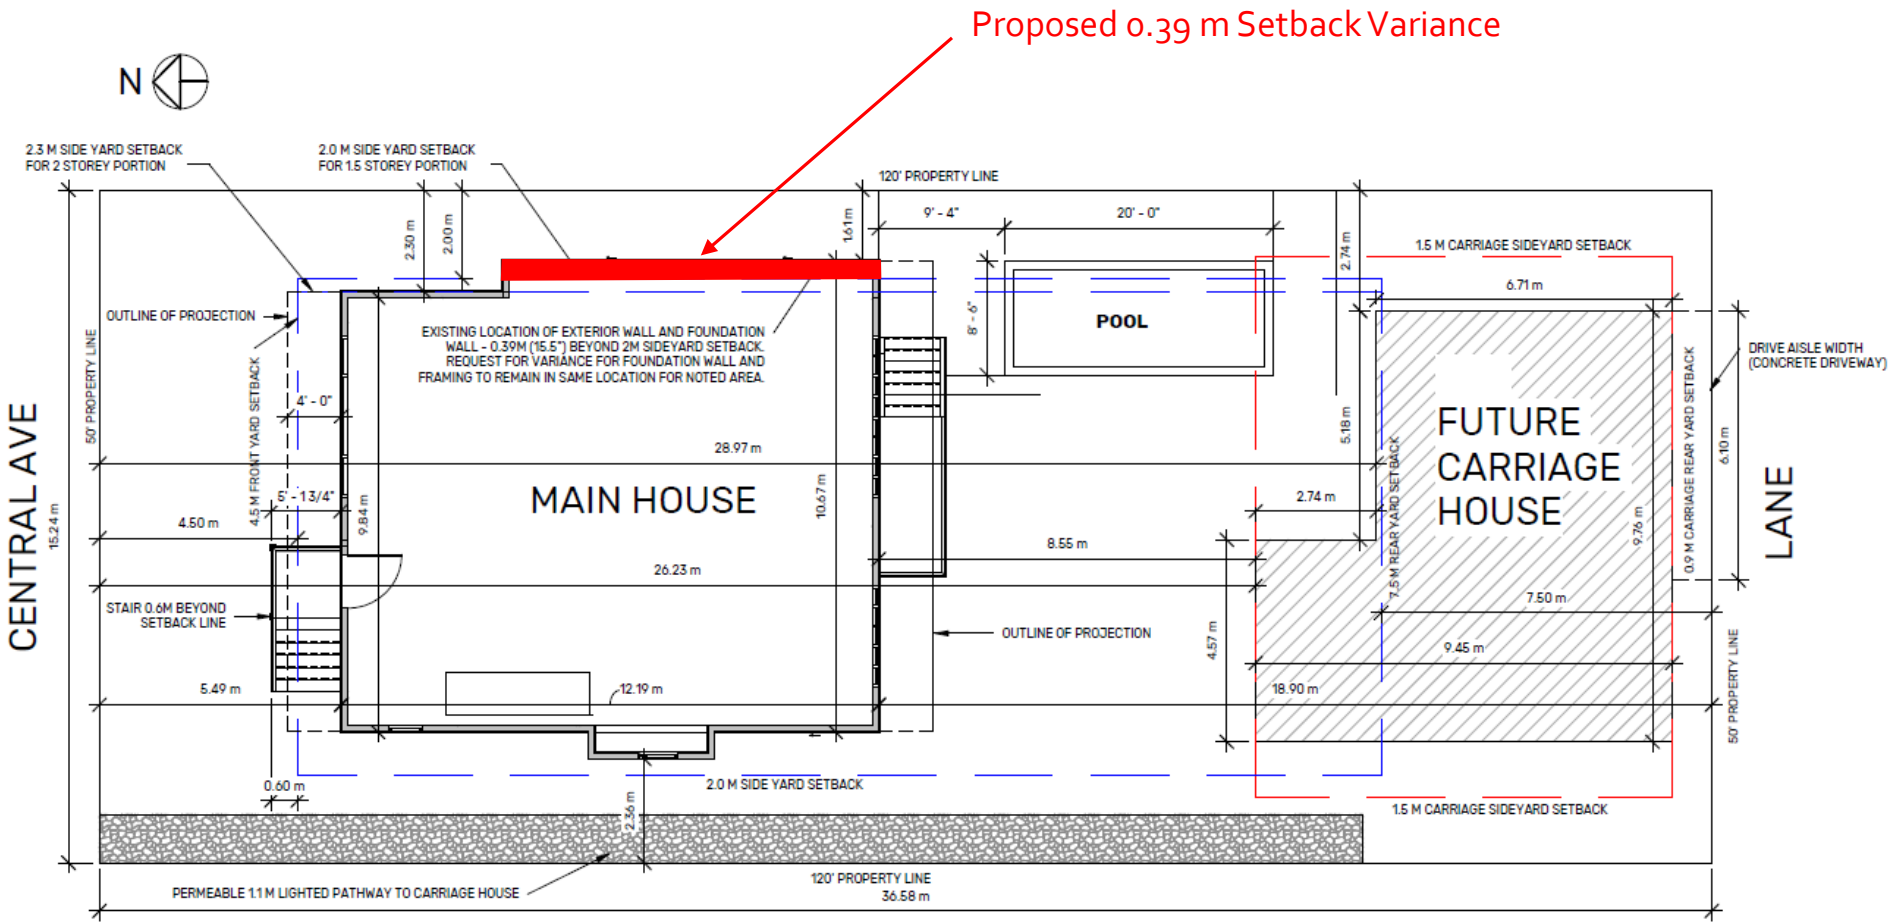 Proposed 0.39 m Setback Variance
N
2.3 M SIDE YARD SETBACK
FOR 2 STOREY PORTION
2.0 M SIDE YARD SETBACK
FOR 1.5 STOREY PORTION
120' PROPERTY LINE
2.30 m
2.00 m
1.61 m
9' - 4"
20' - 0"
2.74 m
1.5 M CARRIAGE SIDEYARD SETBACK
6.71 m
OUTLINE OF PROJECTION
EXISTING LOCATION OF EXTERIOR WALL AND FOUNDATION
WALL - 0.39M (15.5") BEYOND 2M SIDEYARD SETBACK.
REQUEST FOR VARIANCE FOR FOUNDATION WALL AND
FRAMING TO REMAIN IN SAME LOCATION FOR NOTED AREA.
8' - 6"
POOL
DRIVE AISLE WIDTH
(CONCRETE DRIVEWAY)
50' PROPERTY LINE
4.5 M FRONT YARD SETBACK
4' - 0"
28.97 m
5.18 m
FUTURE
CARRIAGE
HOUSE
0.9 M CARRIAGE REAR YARD SETBACK
6.10 m
CENTRAL AVE
15.24 m
5' - 1 3/4"
4.50 m
9.84 m
MAIN HOUSE
10.67 m
2.74 m
7.5 M REAR YARD SETBACK
9.76 m
LANE
8.55 m
26.23 m
7.50 m
STAIR 0.6M BEYOND
SETBACK LINE
OUTLINE OF PROJECTION
4.57 m
9.45 m
50' PROPERTY LINE
5.49 m
12.19 m
18.90 m
0.60 m
2.0 M SIDE YARD SETBACK
2.36 m
1.5 M CARRIAGE SIDEYARD SETBACK
PERMEABLE 1.1 M LIGHTED PATHWAY TO CARRIAGE HOUSE
120' PROPERTY LINE
36.58 m